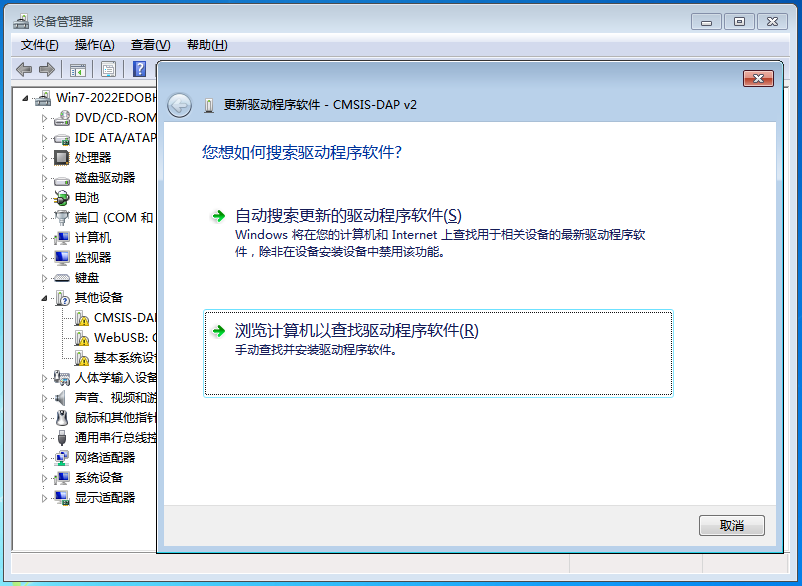 设备管理器
文件(F) 操作(A) 查看(V) 帮助(H)
更新驱动程序软件 - CMSIS-DAP v2
Win7-2022EDOBH
DVD/CD-ROM
IDE ATA/ATAP
处理器
磁盘驱动器
电池
端口 (COM 和
计算机
监视器
键盘
其他设备
CMSIS-DAP
WebUSB: C
基本系统设
人体学输入设备
声音、视频和游
鼠标和其他指针
通用串行总线控
网络适配器
系统设备
显示适配器
您想如何搜索驱动程序软件?
自动搜索更新的驱动程序软件(S)
Windows 将在您的计算机和 Internet 上查找用于相关设备的最新驱动程序软
件，除非在设备安装设备中禁用该功能。
浏览计算机以查找驱动程序软件(R)
手动查找并安装驱动程序软件。
取消